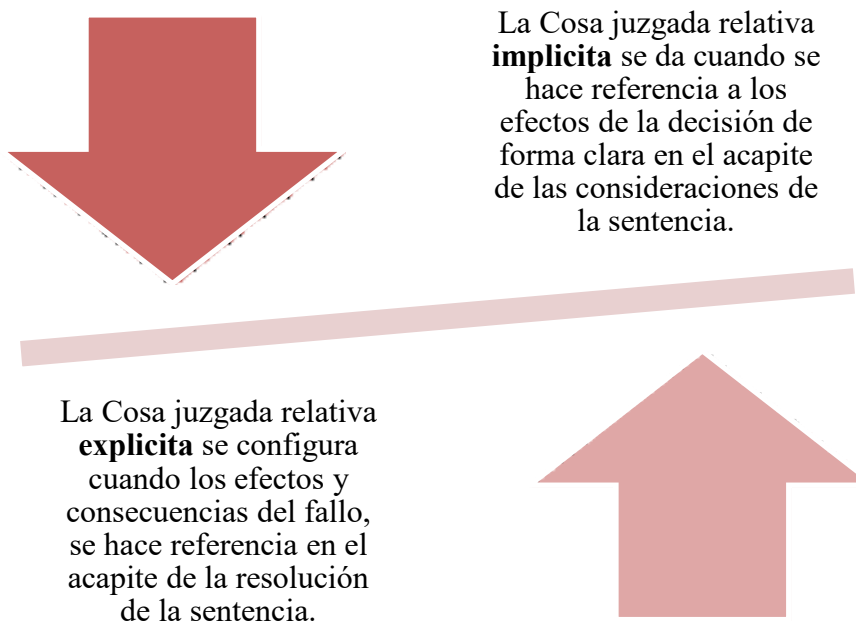 La Cosa juzgada relativa
implicita se da cuando se
hace referencia a los
efectos de la decisión de
forma clara en el acapite
de las consideraciones de
la sentencia.
La Cosa juzgada relativa
explicita se configura
cuando los efectos y
consecuencias del fallo,
se hace referencia en el
acapite de la resolución
de la sentencia.